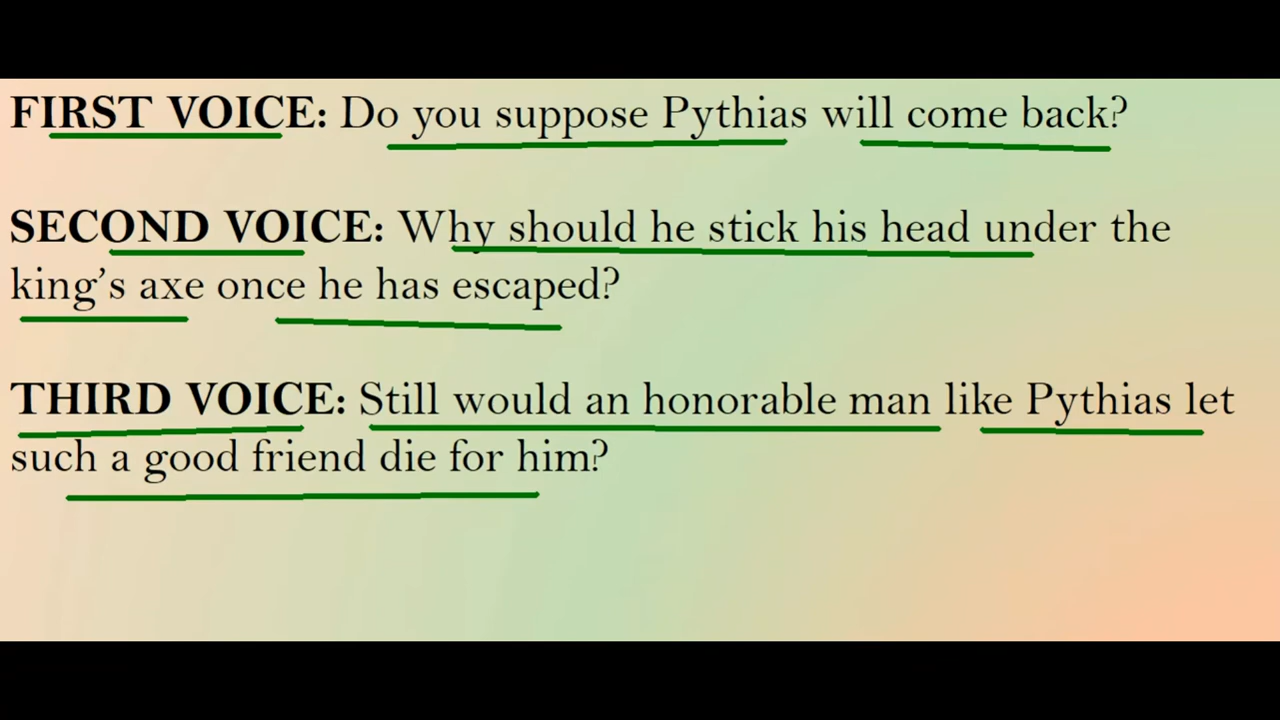 FIRST VOICE: Do you suppose Pythias will come back?
SECOND VOICE: Why should he stick his head under the
king’s axe once he has escaped?
THIRD VOICE: Still would an honorable man like Pythias let
such a good friend die for him?